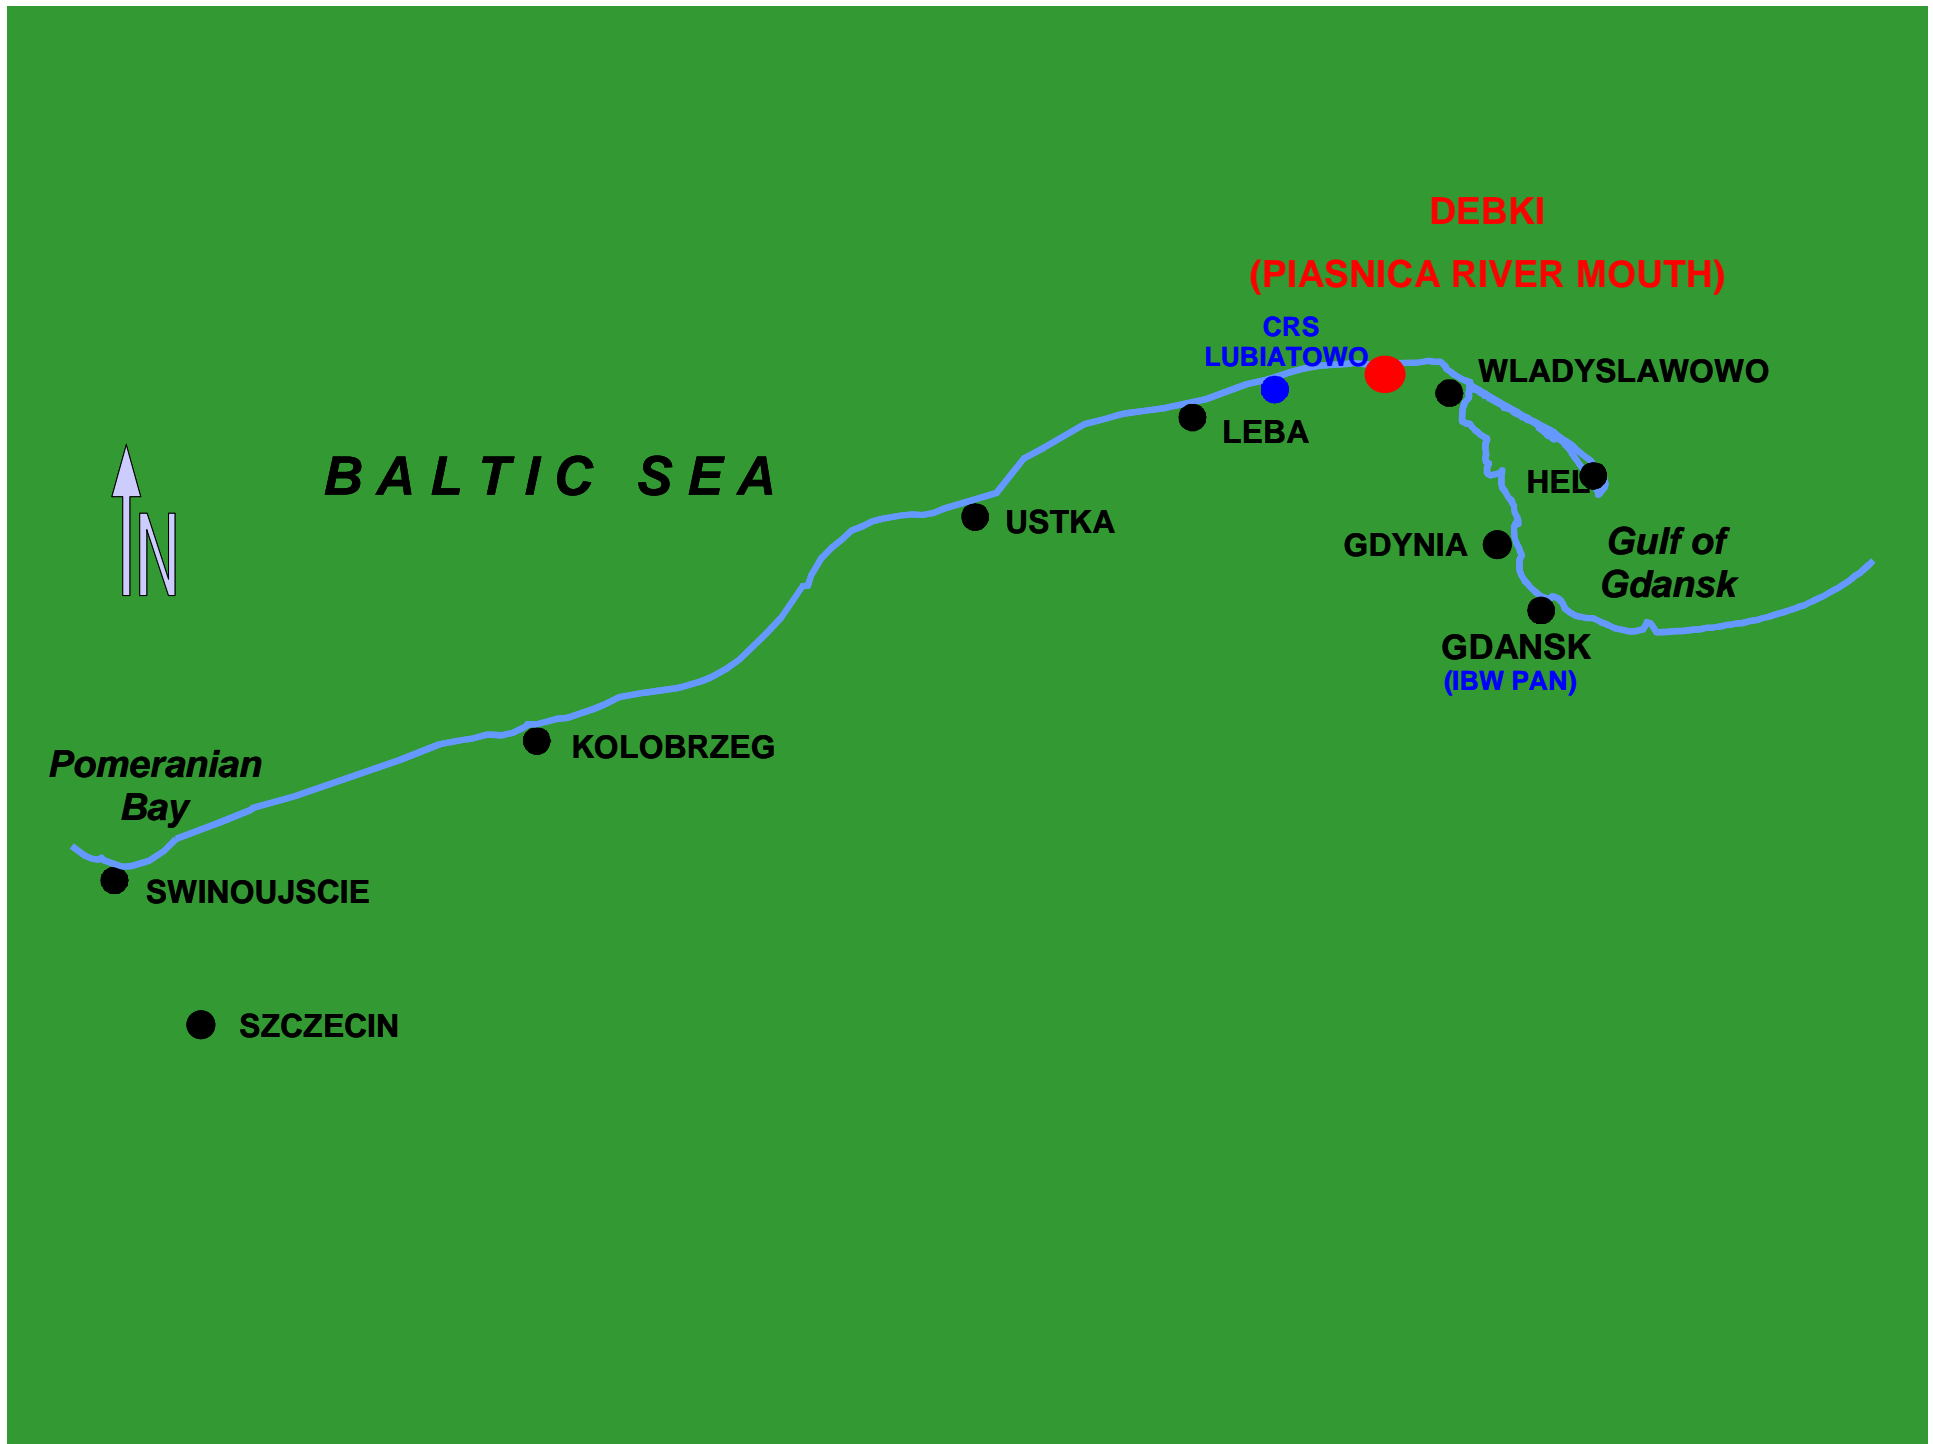 DEBKI
(PIASNICA RIVER MOUTH)
CRS
LUBIATOWO
WLADYSLAWOWO
LEBA
BALTIC SEA
HEL
USTKA
N
GDYNIA
Gulf of
Gdansk
GDANSK
(IBW PAN)
KOLOBRZEG
Pomeranian
Bay
SWINOUJSCIE
SZCZECIN